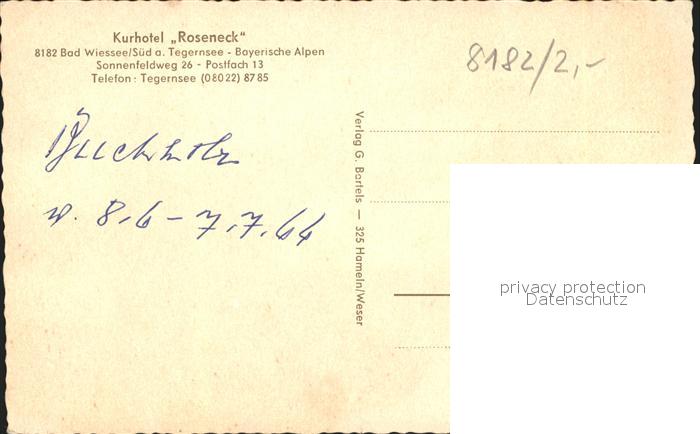 Kurhotel „Roseneck“
8182 Bad Wiessee/Süd a. Tegernsee - Bayerische Alpen
Sonnenfeldweg 26 - Postfach 13
Telefon: Tegernsee (08022) 8785
8182/2,-
Buchholz
v. 8.6 - 7.7.64
Verlag G. Bartels — 325 Hameln/Weser
privacy protection
Datenschutz